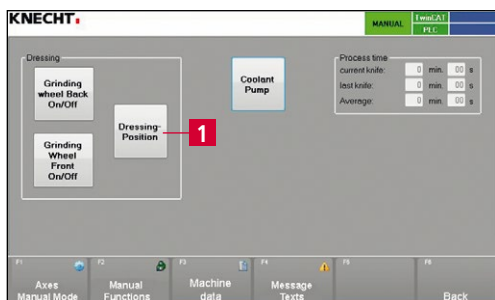 KNECHT
MANUAL
TwinCAT
PLC
Dressing
Grinding
wheel Back
On/Off
Grinding
Wheel
Front
On/Off
Dressing-
Position
1
Coolant
Pump
Process time
current knife: 0 min. 00 s
last knife: 0 min. 00 s
Average: 0 min. 00 s
F1
Axes
Manual Mode
F2
Manual
Functions
F3
Machine
data
F4
Message
Texts
F5
Back